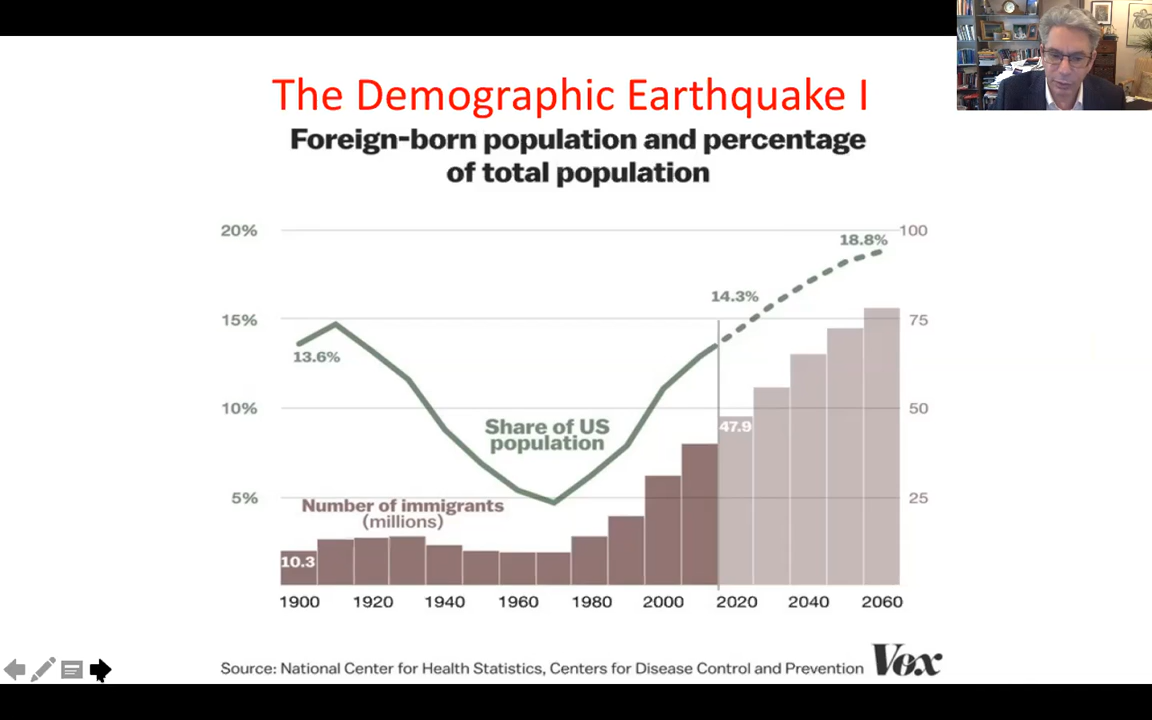 The Demographic Earthquake I
Foreign-born population and percentage
of total population
20%
100
18.8%
14.3%
15%
75
13.6%
10%
50
Share of US
population
47.9
5%
25
Number of immigrants
(millions)
10.3
1900 1920 1940 1960 1980 2000 2020 2040 2060
Source: National Center for Health Statistics, Centers for Disease Control and Prevention
Vox